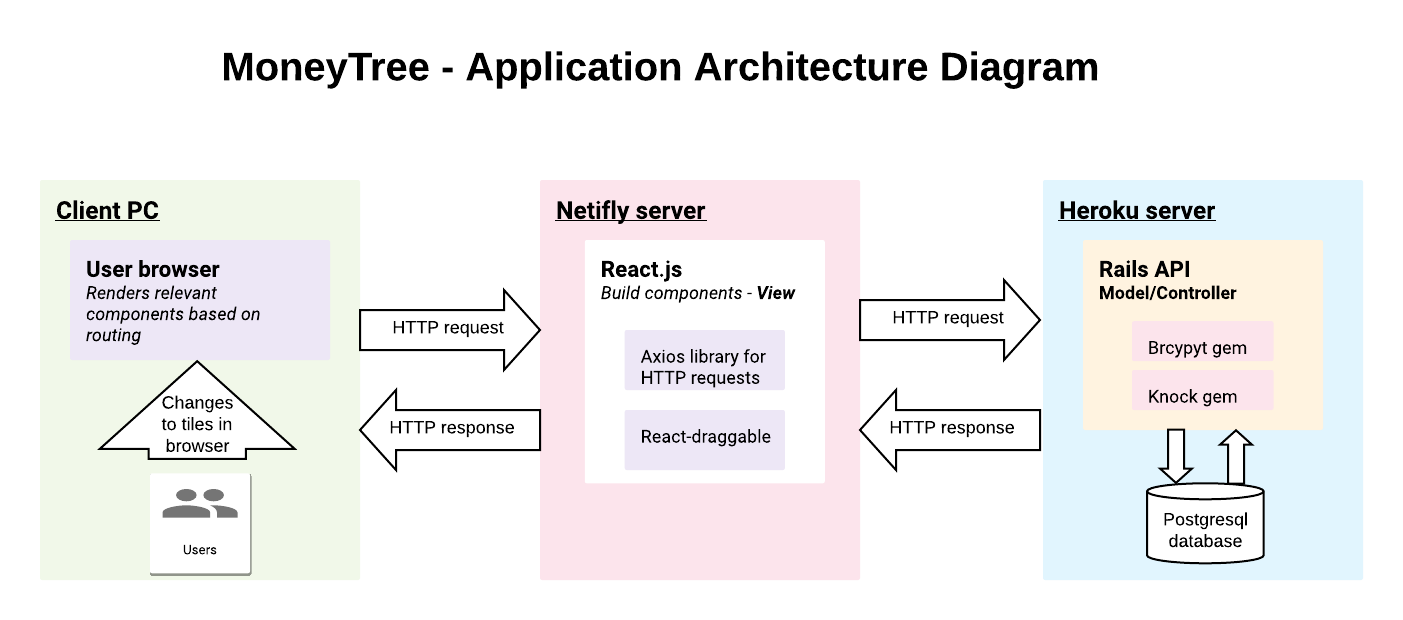 MoneyTree - Application Architecture Diagram
Client PC
User browser
Renders relevant
components based on
routing
Changes
to tiles in
browser
Users
HTTP request
HTTP response
Netifly server
React.js
Build components - View
Axios library for
HTTP requests
React-draggable
HTTP request
HTTP response
Heroku server
Rails API
Model/Controller
Brcypyt gem
Knock gem
Postgresql
database